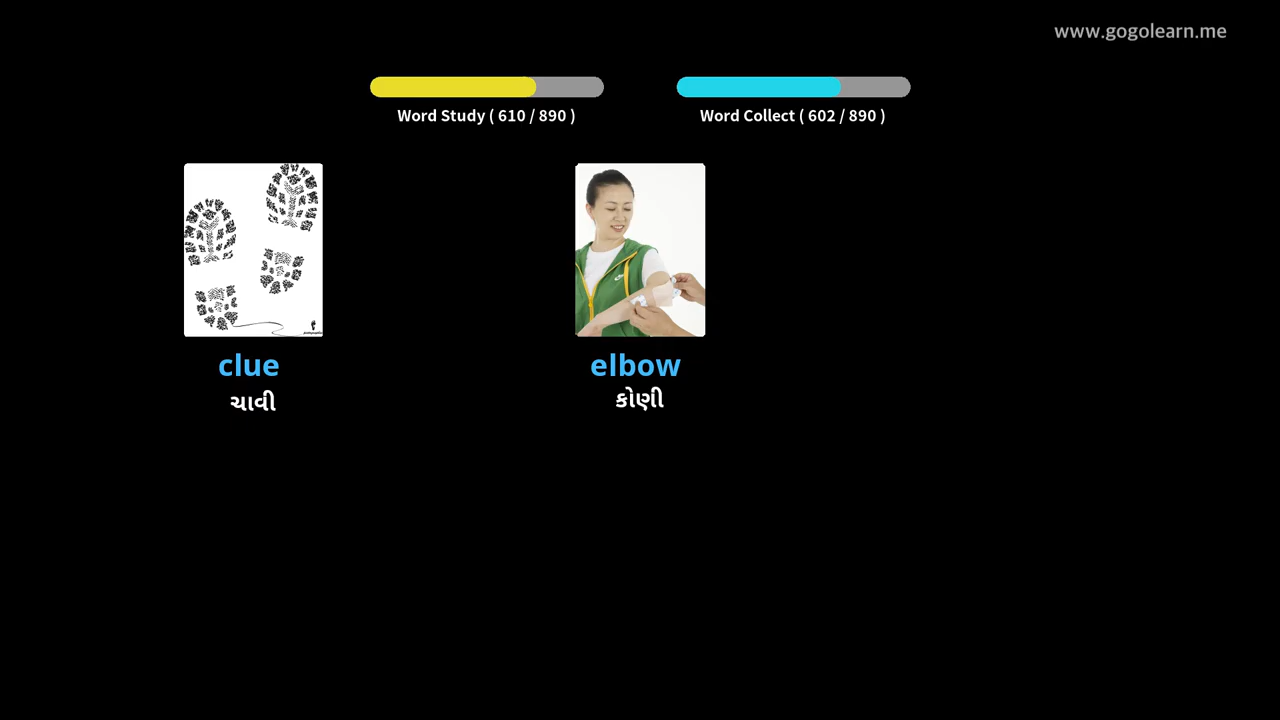 www.gogolearn.me
Word Study ( 610 / 890 )
Word Collect ( 602 / 890 )
clue
ચાવી
elbow
કોણી